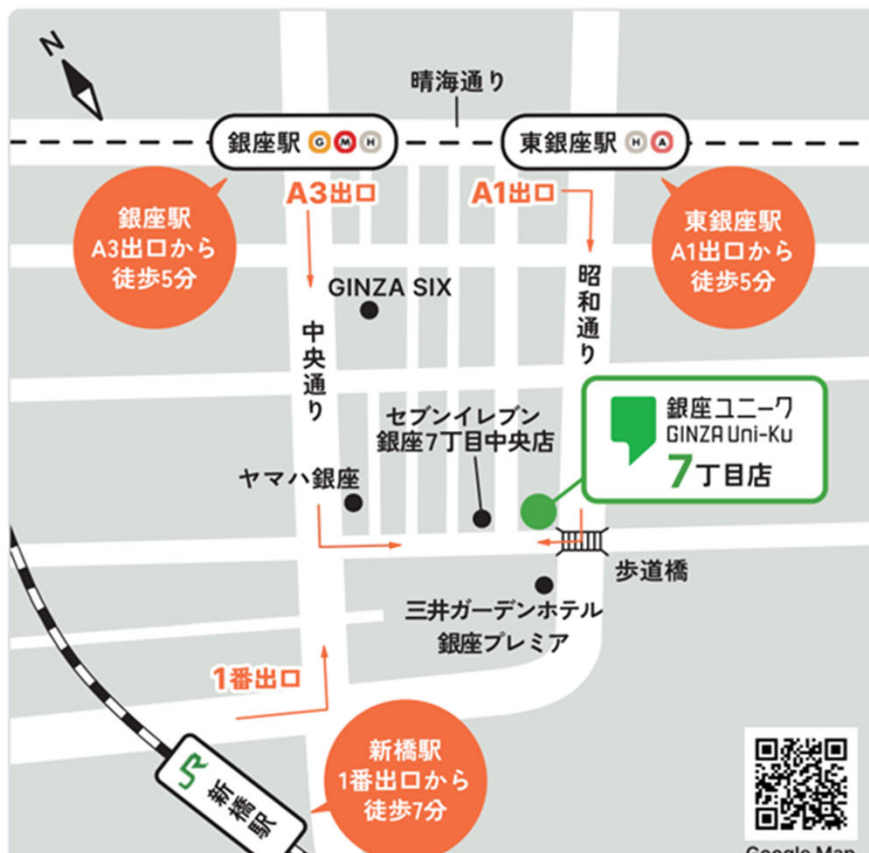 N
晴海通り
銀座駅 G M H
東銀座駅 H A
A3出口
A1出口
銀座駅
A3出口から
徒歩5分
東銀座駅
A1出口から
徒歩5分
GINZA SIX
昭和通り
中央通り
セブンイレブン
銀座7丁目中央店
銀座ユニーク
GINZA Uni-Ku
7丁目店
ヤマハ銀座
歩道橋
三井ガーデンホテル
銀座プレミア
1番出口
新橋駅
1番出口から
徒歩7分
JR
新橋駅
Google Map